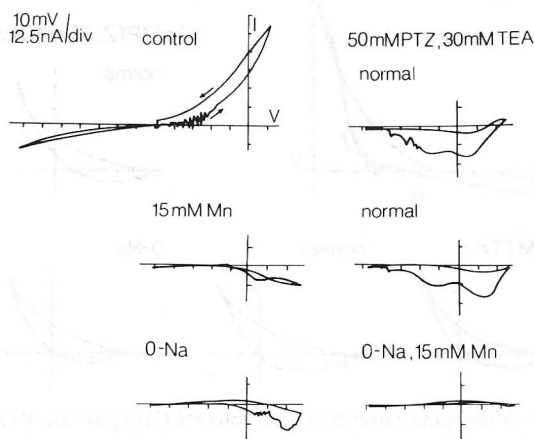 10mV
12.5nA/div
control
I
V
50mMPTZ, 30mM TEA
normal
15mM Mn
normal
0-Na
0-Na, 15mM Mn